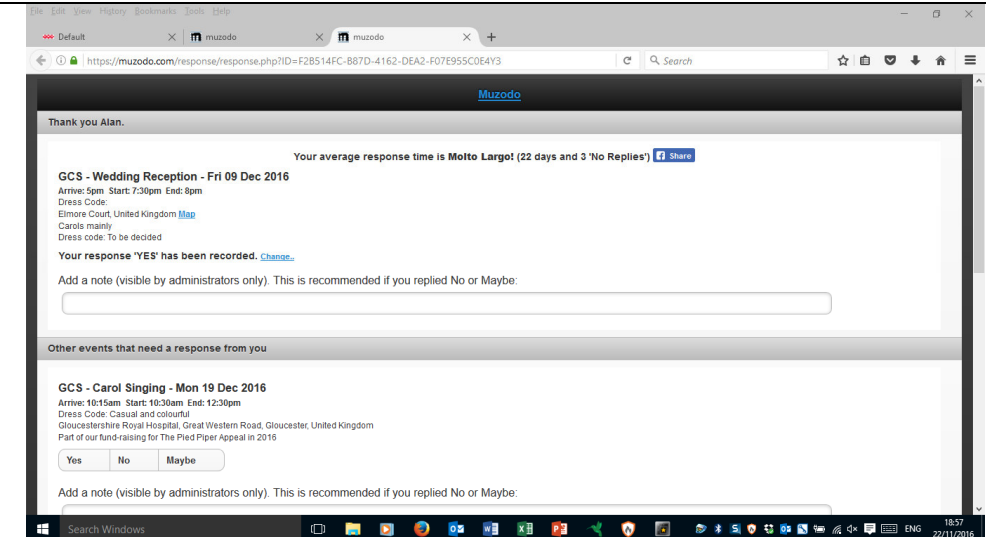 File Edit View History Bookmarks Tools Help
Default muzodo muzodo
https://muzodo.com/response/response.php?ID=F2B514FC-B87D-4162-DEA2-F07E955C0E4Y3 Search
Muzodo
Thank you Alan.
Your average response time is Molto Largo! (22 days and 3 'No Replies') Share
GCS - Wedding Reception - Fri 09 Dec 2016
Arrive: 5pm Start: 7:30pm End: 8pm
Dress Code:
Elmore Court, United Kingdom Map
Carols mainly
Dress code: To be decided
Your response 'YES' has been recorded. Change..
Add a note (visible by administrators only). This is recommended if you replied No or Maybe:
Other events that need a response from you
GCS - Carol Singing - Mon 19 Dec 2016
Arrive: 10:15am Start: 10:30am End: 12:30pm
Dress Code: Casual and colourful
Gloucestershire Royal Hospital, Great Western Road, Gloucester, United Kingdom
Part of our fund-raising for The Pied Piper Appeal in 2016
Yes No Maybe
Add a note (visible by administrators only). This is recommended if you replied No or Maybe:
Search Windows ENG 18:57
22/11/2016